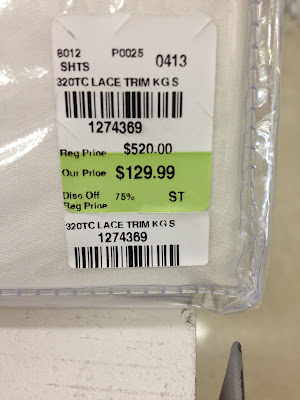 8012 P0025 0413
SHTS
320TC LACE TRIM KG S
1274369
Reg Price $520.00
Our Price $129.99
Disc Off 75% ST
Reg Price
320TC LACE TRIM KG S
1274369